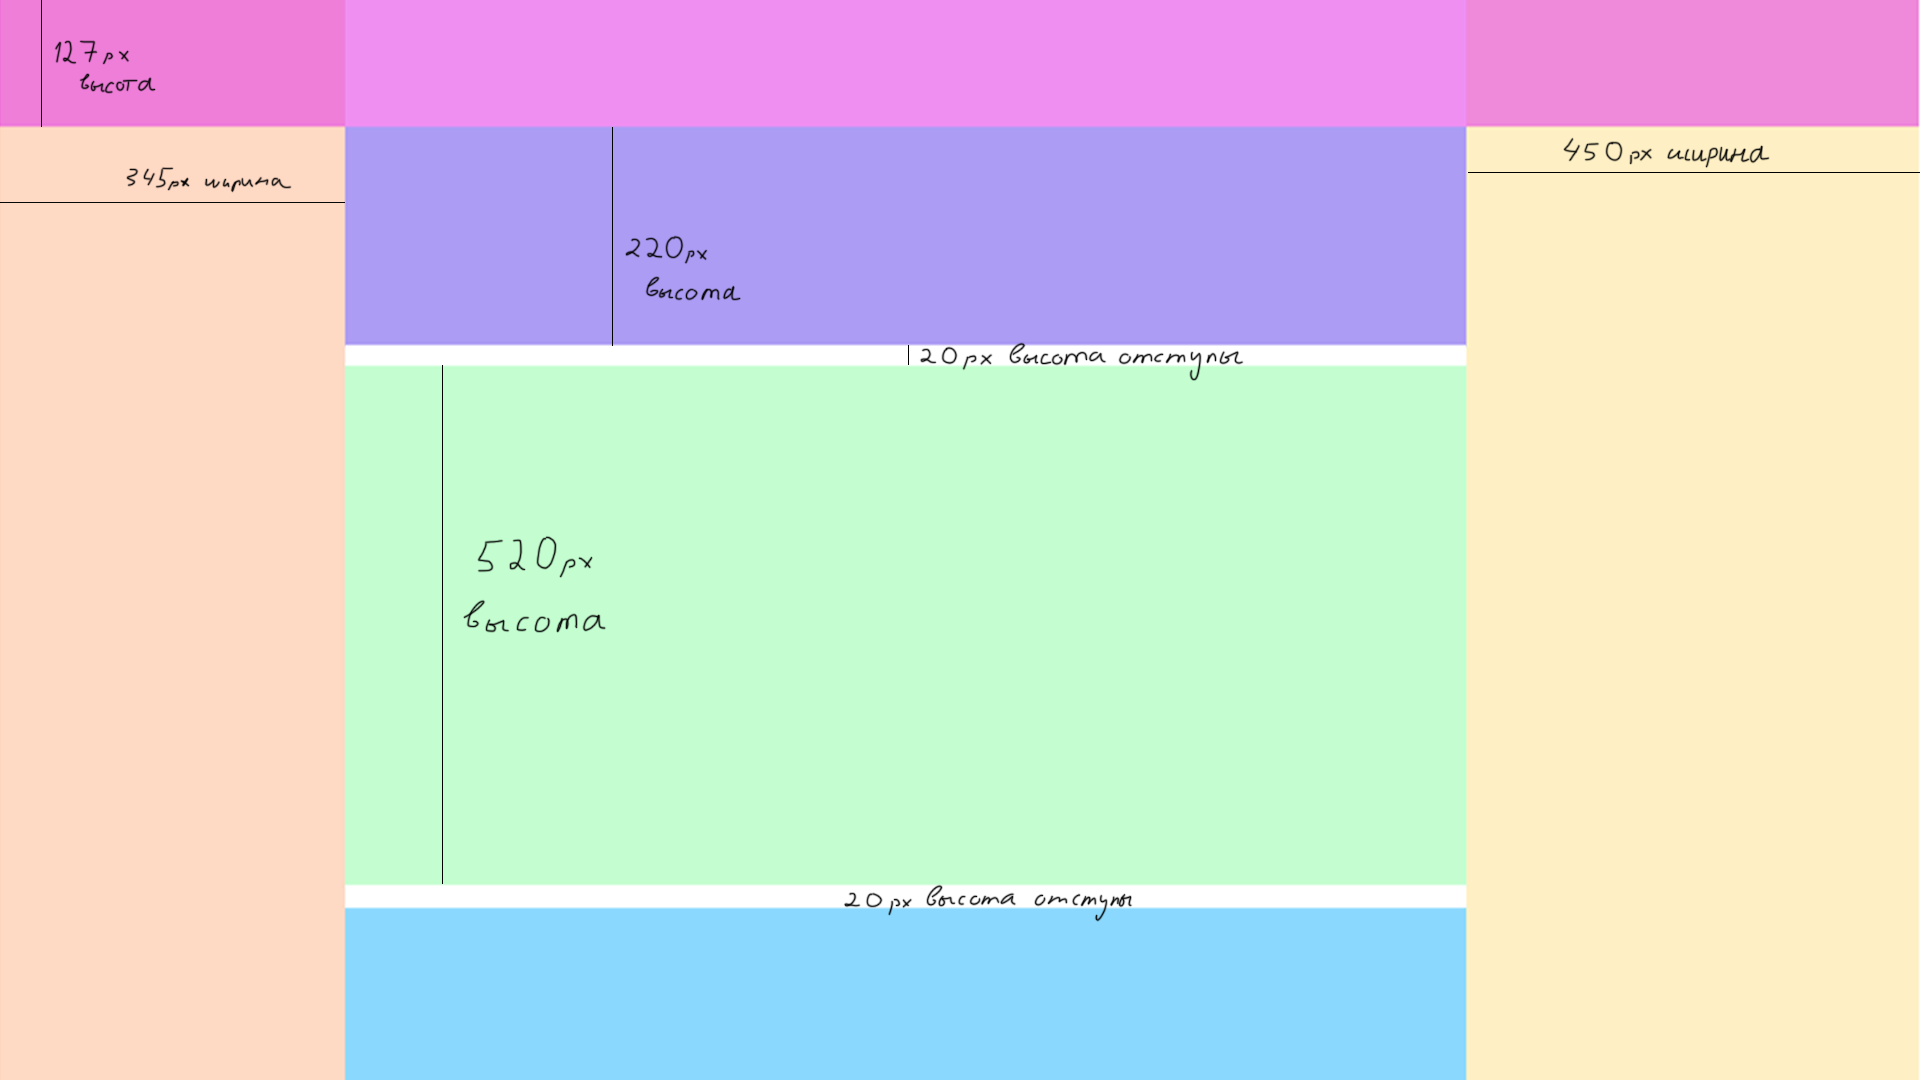 127px
высота
345px ширина
450px ширина
220px
высота
20px высота отступы
520px
высота
20px высота отступы